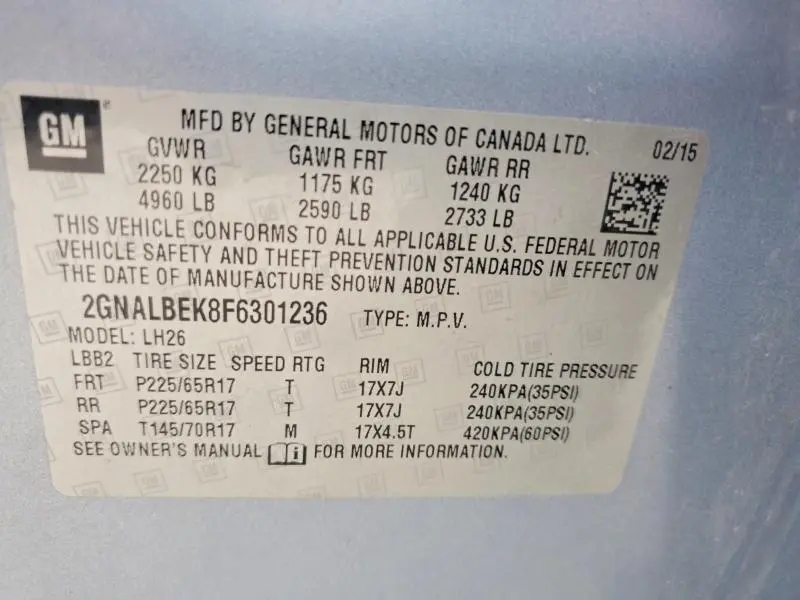 GM
MFD BY GENERAL MOTORS OF CANADA LTD. 02/15
GVWR GAWR FRT GAWR RR
2250 KG 1175 KG 1240 KG
4960 LB 2590 LB 2733 LB
THIS VEHICLE CONFORMS TO ALL APPLICABLE U.S. FEDERAL MOTOR
VEHICLE SAFETY AND THEFT PREVENTION STANDARDS IN EFFECT ON
THE DATE OF MANUFACTURE SHOWN ABOVE.
2GNALBEK8F6301236 TYPE: M.P.V.
MODEL: LH26
LBB2 TIRE SIZE SPEED RTG RIM COLD TIRE PRESSURE
FRT P225/65R17 T 17X7J 240KPA(35PSI)
RR P225/65R17 T 17X7J 240KPA(35PSI)
SPA T145/70R17 M 17X4.5T 420KPA(60PSI)
SEE OWNER'S MANUAL i FOR MORE INFORMATION.